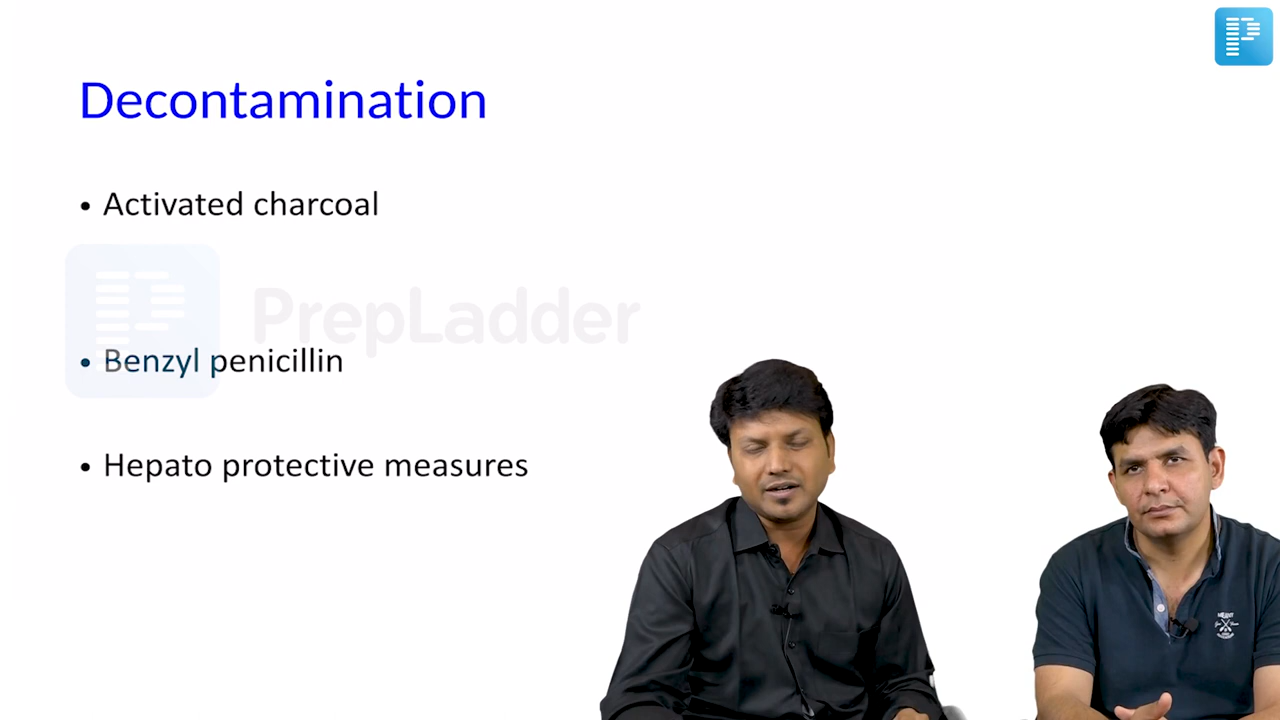 Decontamination
• Activated charcoal
PrepLadder
• Benzyl penicillin
• Hepato protective measures